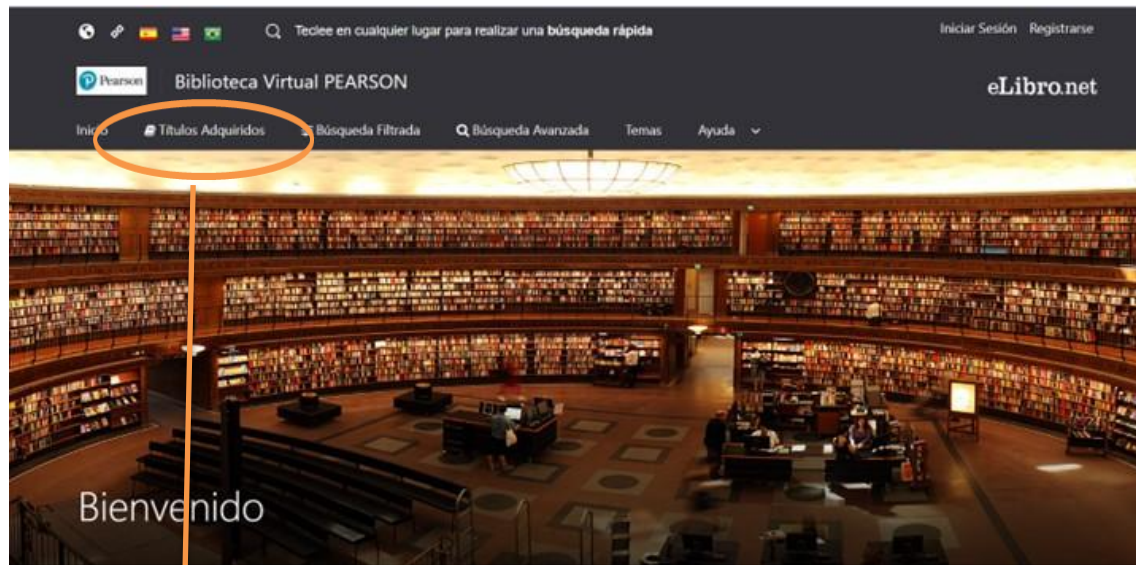 Teclee en cualquier lugar para realizar una búsqueda rápida
Iniciar Sesión Registrarse
Pearson
Biblioteca Virtual PEARSON
eLibro.net
Inicio Títulos Adquiridos Búsqueda Filtrada Búsqueda Avanzada Temas Ayuda
Bienvenido